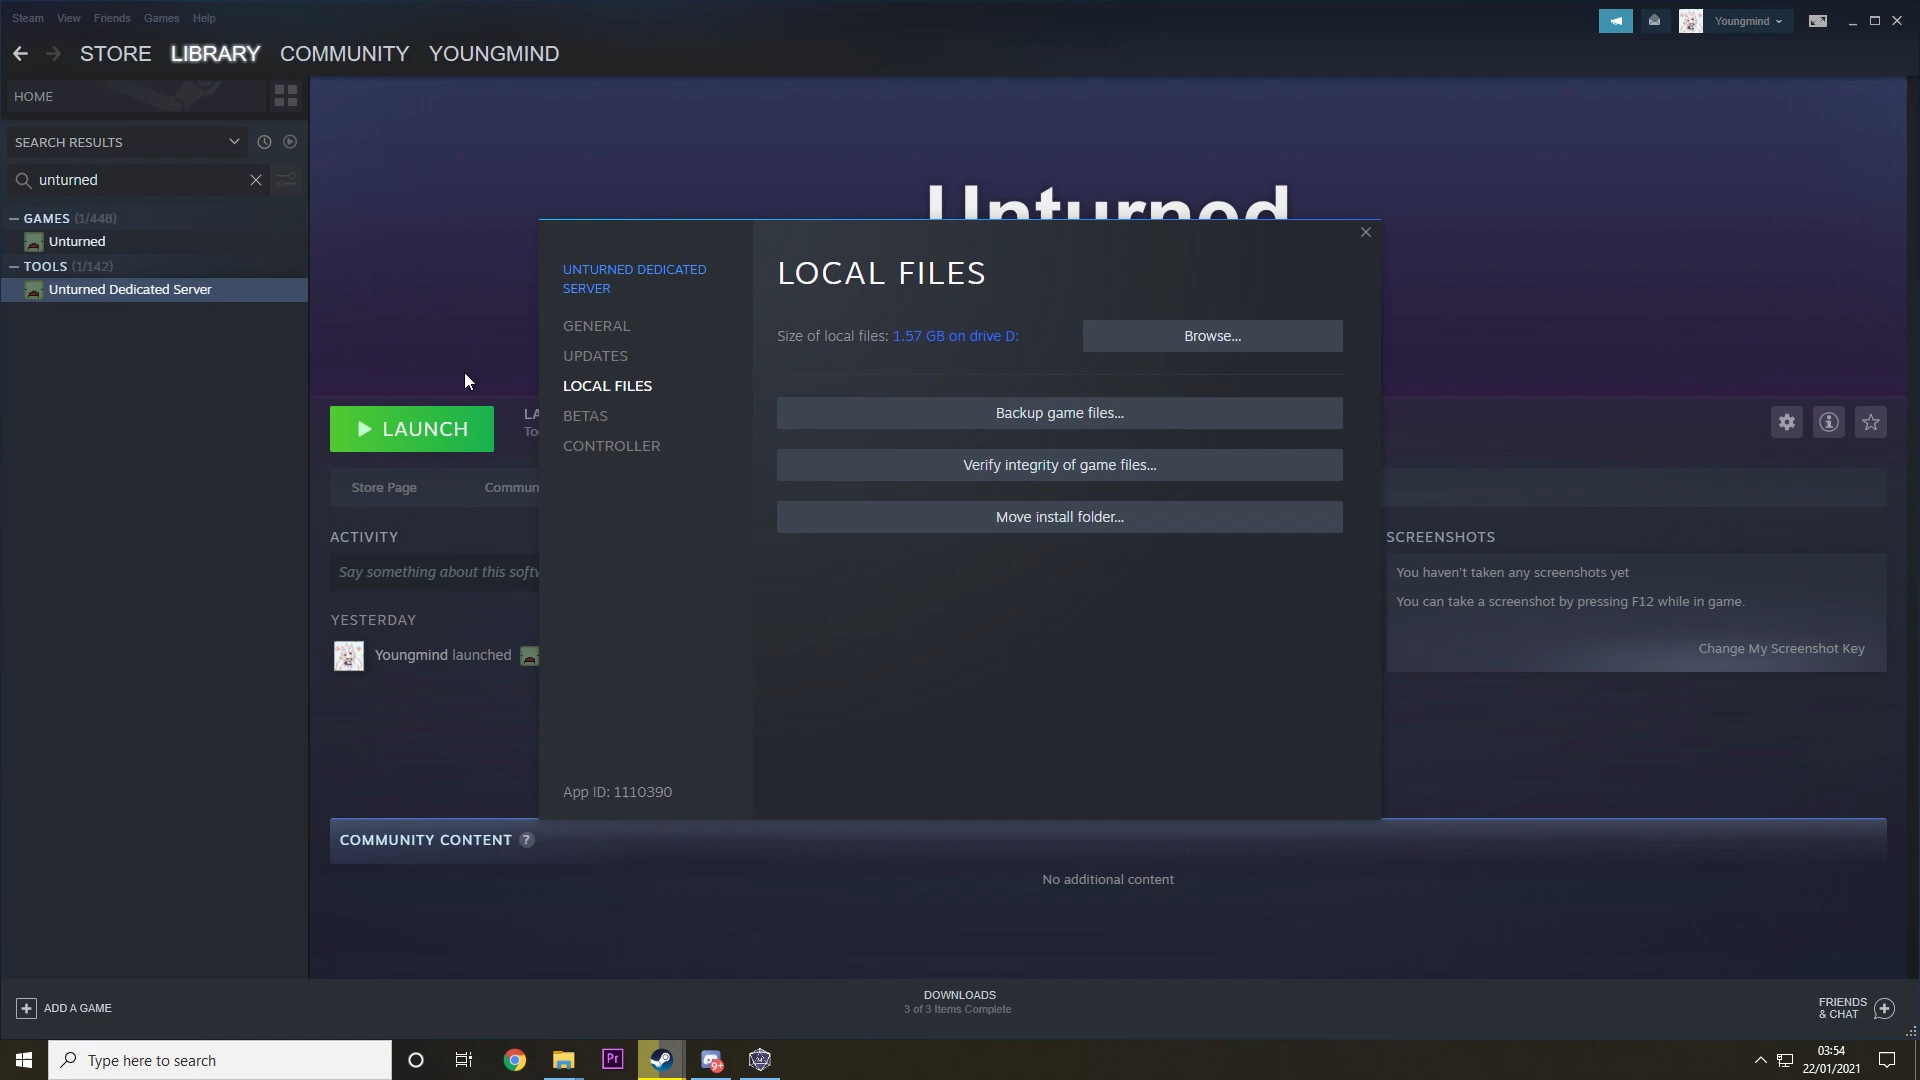 Steam View Friends Games Help
Youngmind
STORE LIBRARY COMMUNITY YOUNGMIND
HOME
SEARCH RESULTS
unturned
GAMES (1/448)
Unturned
TOOLS (1/142)
Unturned Dedicated Server
Unturned
UNTURNED DEDICATED
SERVER
GENERAL
UPDATES
LOCAL FILES
BETAS
CONTROLLER
App ID: 1110390
LOCAL FILES
Size of local files: 1.57 GB on drive D:
Browse...
Backup game files...
Verify integrity of game files...
Move install folder...
LAUNCH
LA
To
Store Page
Commun
ACTIVITY
Say something about this softw
YESTERDAY
Youngmind launched
SCREENSHOTS
You haven't taken any screenshots yet
You can take a screenshot by pressing F12 while in game.
Change My Screenshot Key
COMMUNITY CONTENT ?
No additional content
ADD A GAME
DOWNLOADS
3 of 3 Items Complete
FRIENDS
& CHAT
Type here to search
Pr
9+
03:54
22/01/2021